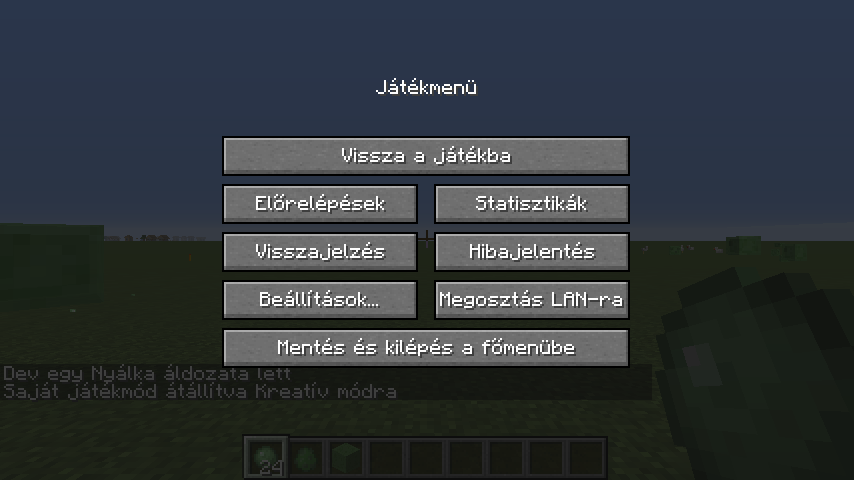 Játékmenü
Vissza a játékba
Előrelépések
Statisztikák
Visszajelzés
Hibajelentés
Beállítások...
Megosztás LAN-ra
Mentés és kilépés a főmenübe
Dev egy Nyálka áldozata lett
Saját játékmód átállítva Kreatív módra
24